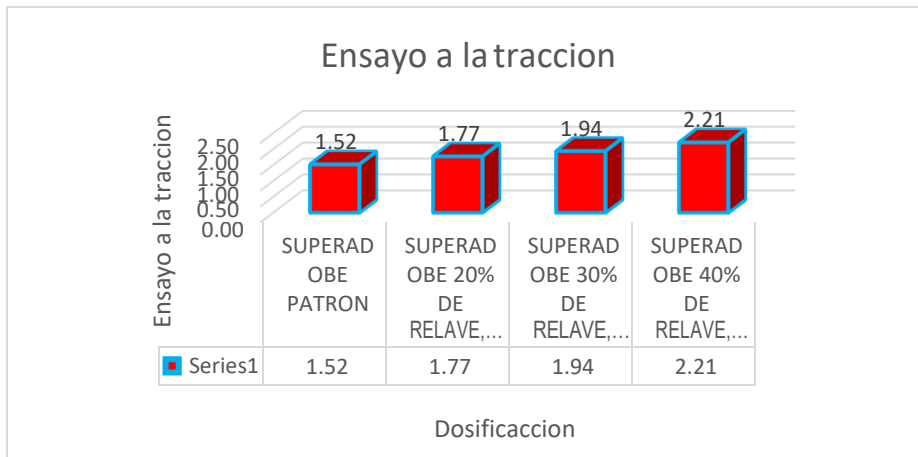 Ensayo a la traccion
Ensayo a la traccion
2.50
2.00
1.50
1.00
0.50
0.00
1.52
1.77
1.94
2.21
SUPERAD
OBE
PATRON
SUPERAD
OBE 20%
DE
RELAVE,...
SUPERAD
OBE 30%
DE
RELAVE,...
SUPERAD
OBE 40%
DE
RELAVE,...
Series1 1.52 1.77 1.94 2.21
Dosificaccion